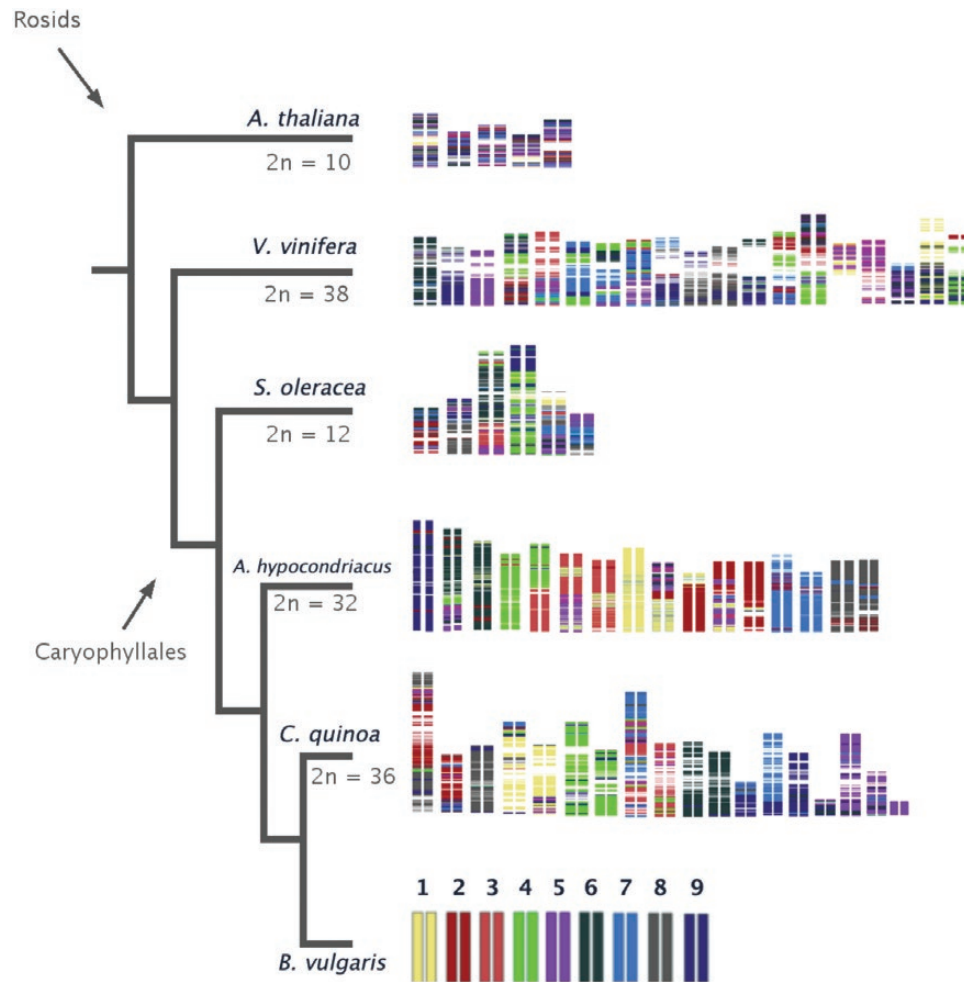 Rosids
A. thaliana
2n = 10
V. vinifera
2n = 38
S. oleracea
2n = 12
A. hypocondriacus
2n = 32
Caryophyllales
C. quinoa
2n = 36
1 2 3 4 5 6 7 8 9
B. vulgaris